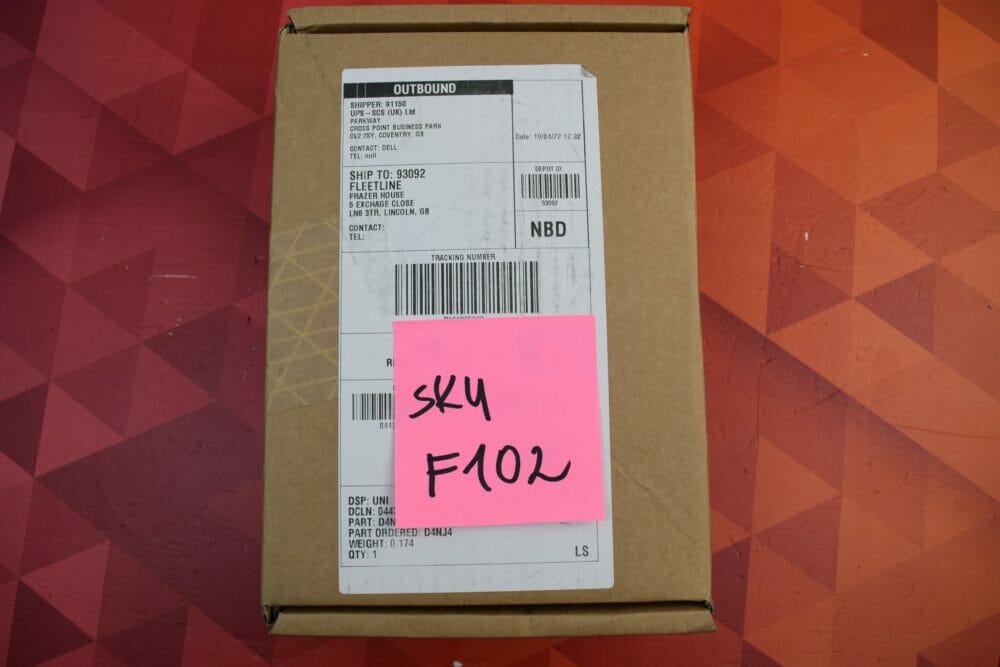 OUTBOUND
SHIPPER: 91150
UPS-SCS (UK) Ltd
PARKWAY
CROSS POINT BUSINESS PARK
CV2 2SY, COVENTRY, GB
CONTACT: DELL
TEL: null
Date: 19/04/22 12:32
SHIP TO: 93092
FLEETLINE
FRAZER HOUSE
5 EXCHAGE CLOSE
LN6 3TR, LINCOLN, GB
CONTACT:
TEL:
DEPOT ID
93092
NBD
TRACKING NUMBER
SKY
F102
DSP: UNI
DCLN: 044
PART: D4N
PART ORDERED: D4NJ4
WEIGHT: 0.174
QTY: 1
LS